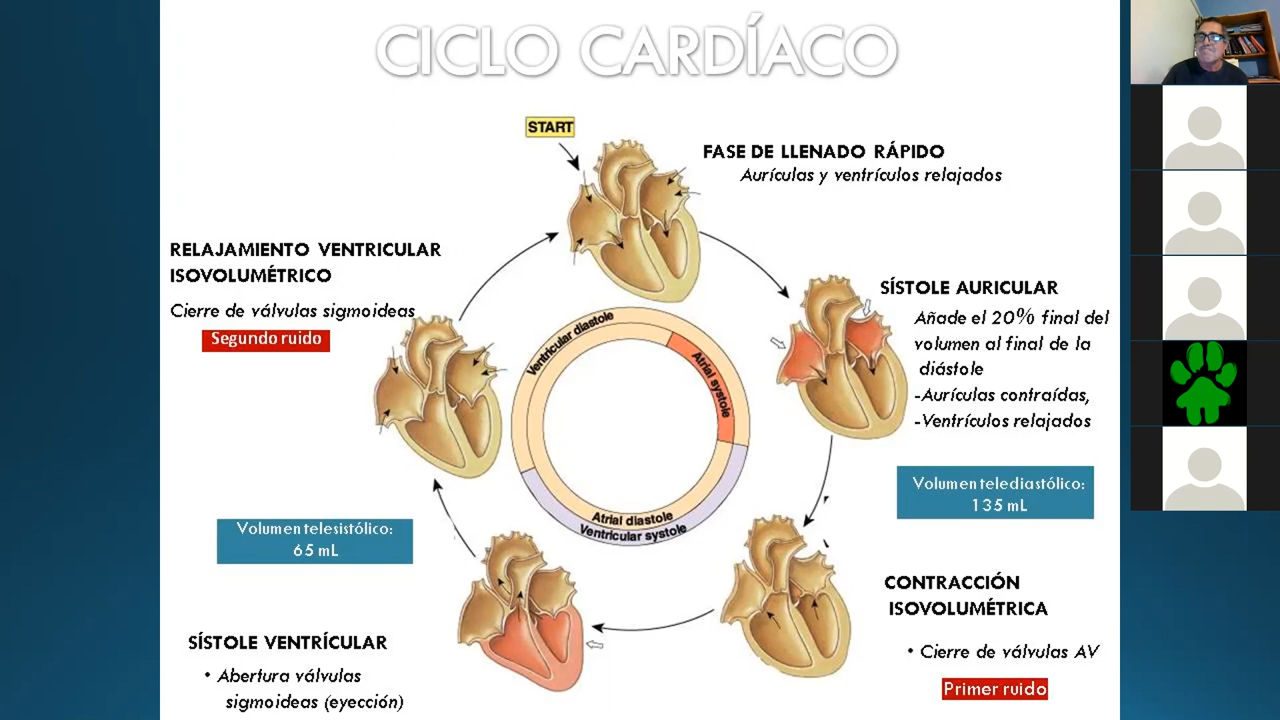 CICLO CARDÍACO
START
FASE DE LLENADO RÁPIDO
Aurículas y ventrículos relajados
SÍSTOLE AURICULAR
Añade el 20% final del
volumen al final de la
diástole
-Aurículas contraídas,
-Ventrículos relajados
Volumen telediastólico:
135 mL
CONTRACCIÓN
ISOVOLUMÉTRICA
• Cierre de válvulas AV
Primer ruido
SÍSTOLE VENTRÍCULAR
• Abertura válvulas
sigmoideas (eyección)
Volumen telesistólico:
65 mL
RELAJAMIENTO VENTRICULAR
ISOVOLUMÉTRICO
Cierre de válvulas sigmoideas
Segundo ruido
Ventricular diastole
Atrial systole
Atrial diastole
Ventricular systole